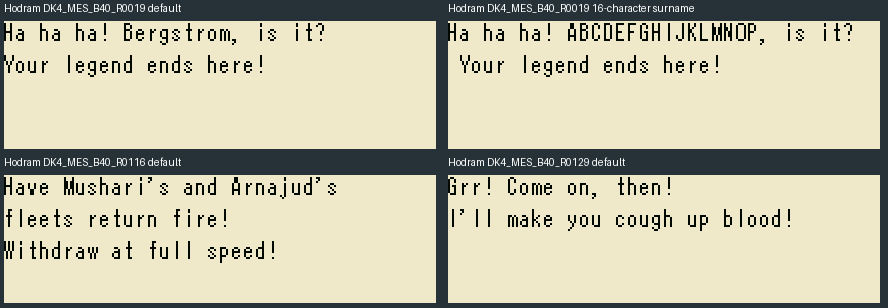 Hodram DK4_MES_B40_R0019 default
Ha ha ha! Bergstrom, is it?
Your legend ends here!
Hodram DK4_MES_B40_R0019 16-character surname
Ha ha ha! ABCDEFGHIJKLMNOP, is it?
Your legend ends here!
Hodram DK4_MES_B40_R0116 default
Have Mushari's and Arnajud's
fleets return fire!
Withdraw at full speed!
Hodram DK4_MES_B40_R0129 default
Grr! Come on, then!
I'll make you cough up blood!